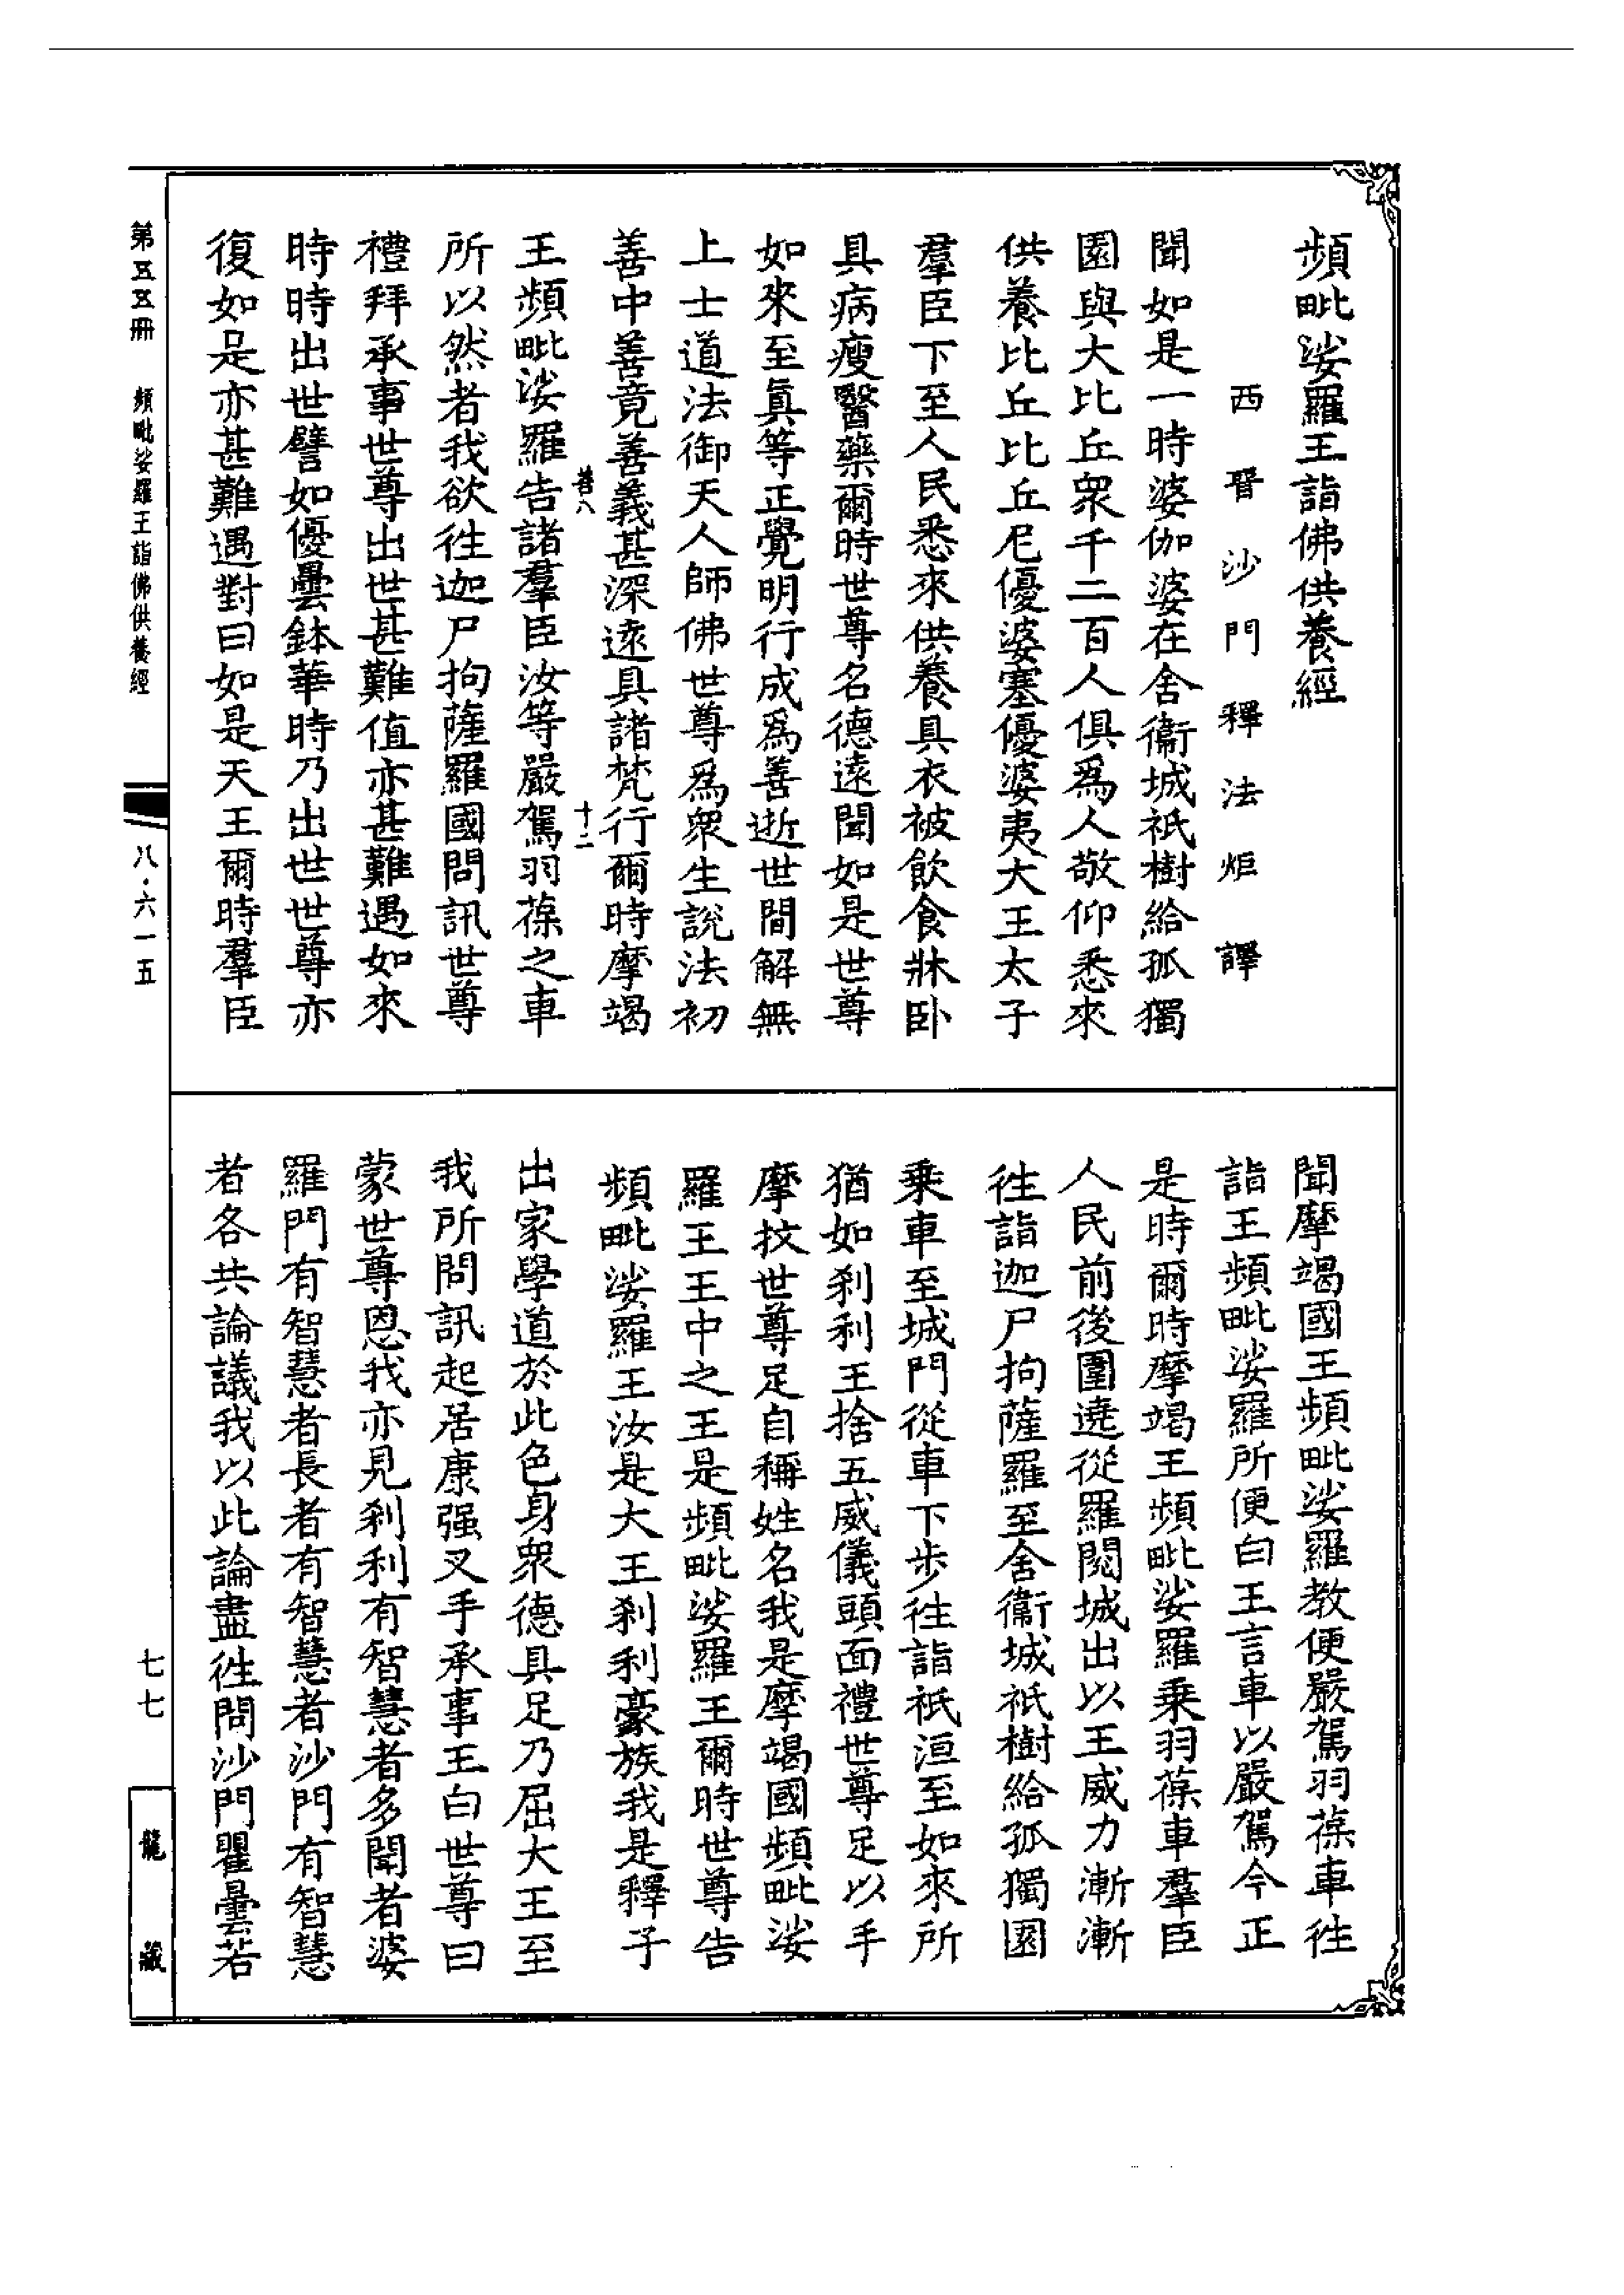 頻毗娑羅王詣佛供養經
西晉沙門釋法炬譯
聞如是一時婆伽婆在舍衞城祇樹給孤獨
園與大比丘衆千二百人俱爲人敬仰悉來
供養比丘比丘尼優婆塞優婆夷大王太子
羣臣下至人民悉來供養具衣被飲食牀卧
具病瘦醫藥爾時世尊名德遠聞如是世尊
如來至眞等正覺明行成爲善逝世間解無
上士道法御天人師佛世尊爲衆生說法初
善中善竟善義甚深遠具諸梵行爾時摩竭
善八 十二
王頻毗娑羅告諸羣臣汝等嚴駕羽葆之車
所以然者我欲往迦尸拘薩羅國問訊世尊
禮拜承事世尊出世甚難值亦甚難遇如來
時時出世譬如優曇鉢華時乃出世世尊亦
復如是亦甚難遇對曰如是天王爾時羣臣
聞摩竭國王頻毗娑羅教便嚴駕羽葆車往
詣王頻毗娑羅所便白王言車以嚴駕今正
是時爾時摩竭王頻毗娑羅乗羽葆車羣臣
人民前後圍遶從羅閱城出以王威力漸漸
往詣迦尸拘薩羅至舍衞城祇樹給孤獨園
乗車至城門從車下步往詣祇洹至如來所
猶如刹利王捨五威儀頭面禮世尊足以手
摩抆世尊足自稱姓名我是摩竭國頻毗娑
羅王王中之王是頻毗娑羅王爾時世尊告
頻毗娑羅王汝是大王刹利豪族我是釋子
出家學道於此色身衆德具足乃屈大王至
我所問訊起居康强叉手承事王白世尊曰
蒙世尊恩我亦見刹利有智慧者多聞者婆
羅門有智慧者長者有智慧者沙門有智慧
者各共論議我以此論盡往問沙門瞿曇若
第五五冊 頻毗娑羅王詣佛供養經
八·六一五
七七
龍藏